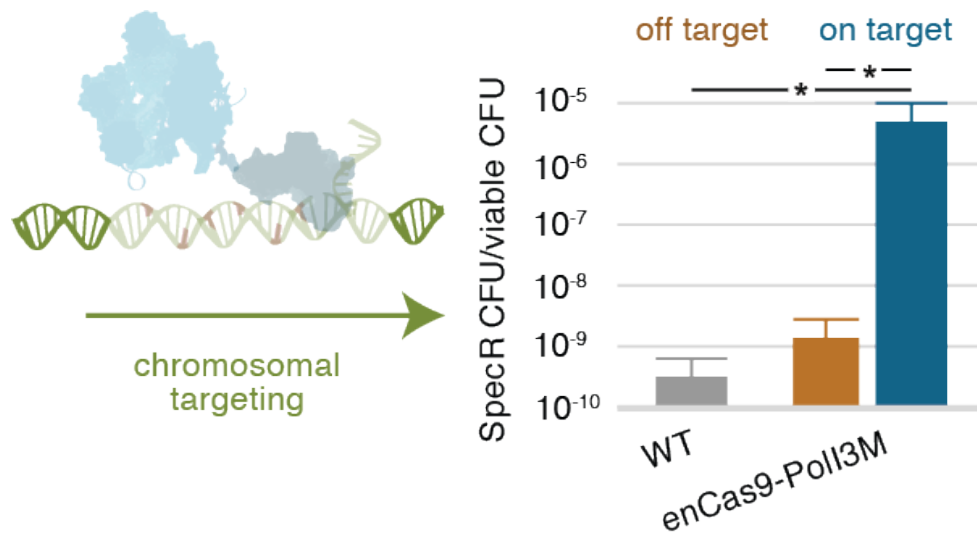 off target on target
* 
*
SpecR CFU/viable CFU
10⁻⁵
10⁻⁶
10⁻⁷
10⁻⁸
10⁻⁹
10⁻¹⁰
WT
enCas9-PolI3M
chromosomal
targeting